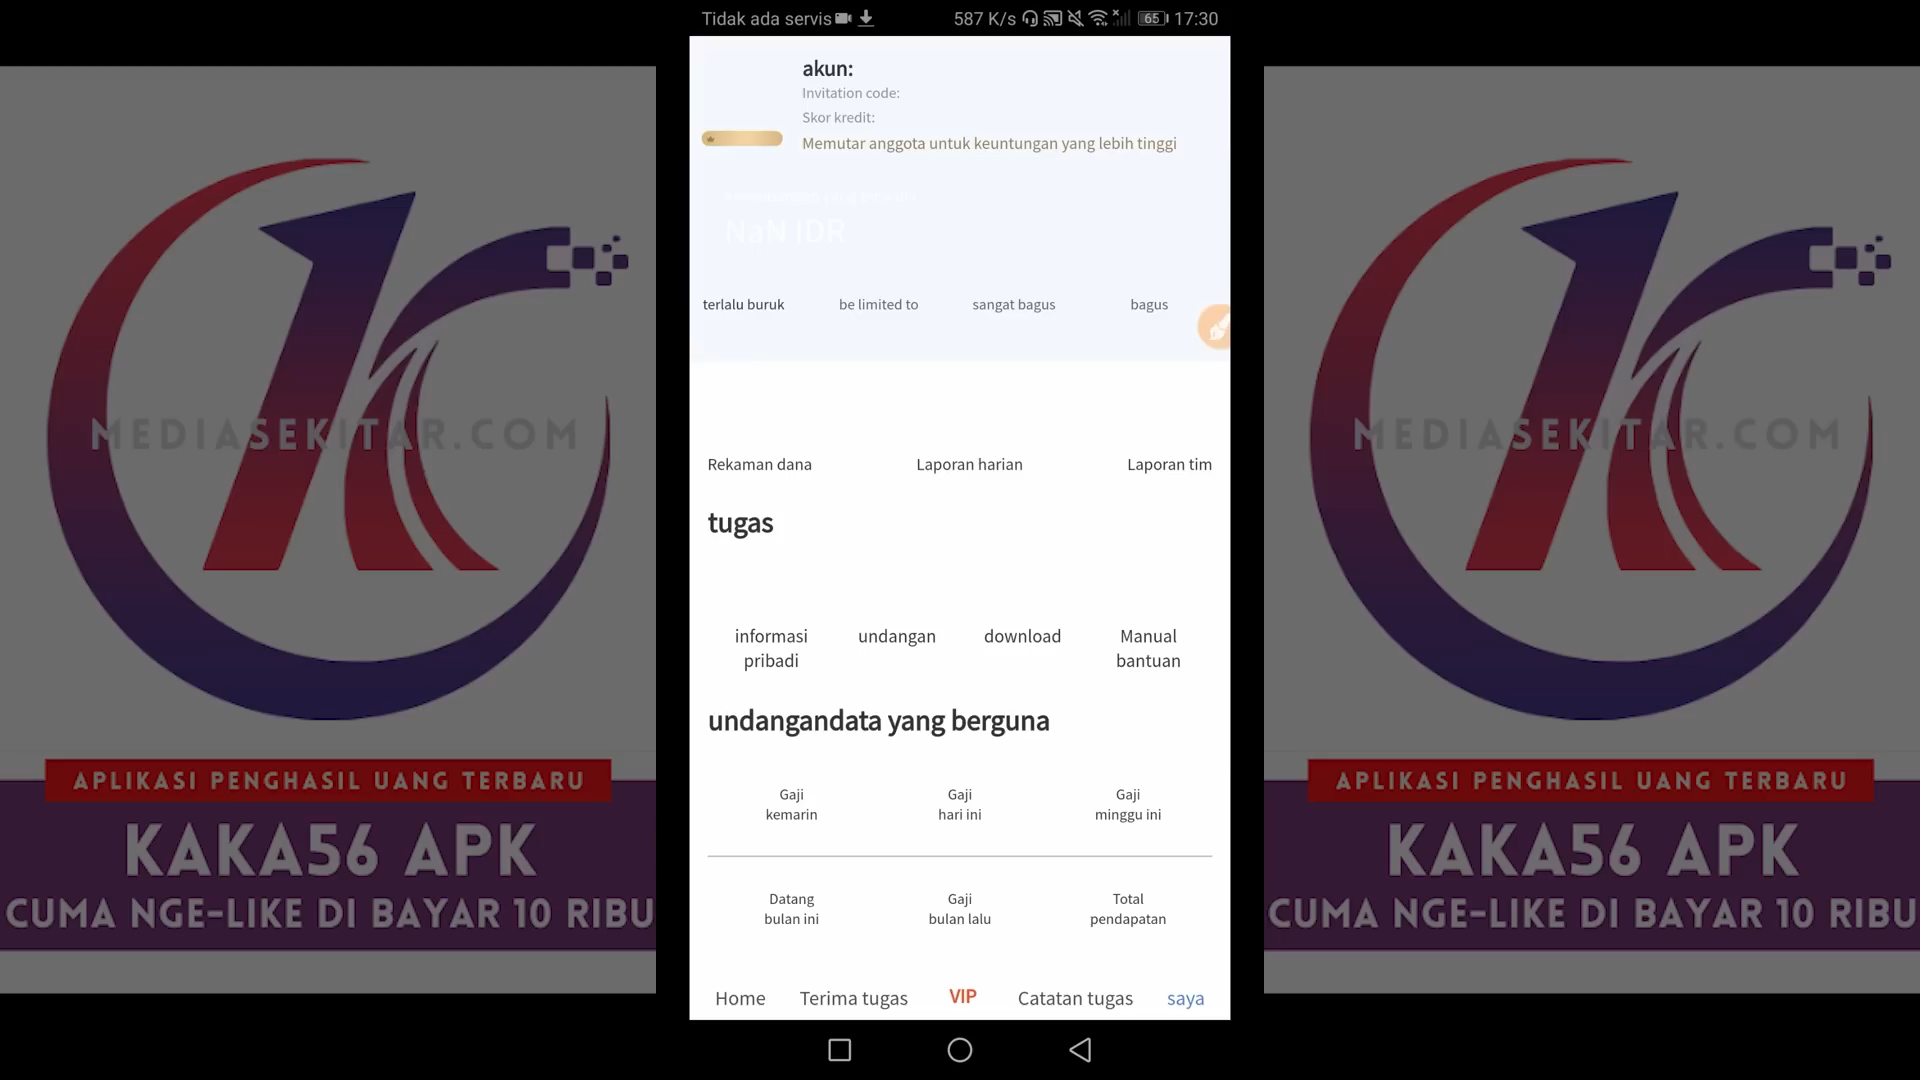 Tidak ada servis 587 K/s 65 17:30
akun:
Invitation code:
Skor kredit:
Memutar anggota untuk keuntungan yang lebih tinggi
NaN IDR
terlalu buruk be limited to sangat bagus bagus
MEDIASEKITAR.COM
MEDIASEKITAR.COM
Rekaman dana Laporan harian Laporan tim
tugas
informasi pribadi
undangan
download
Manual bantuan
undangandata yang berguna
Gaji kemarin
Gaji hari ini
Gaji minggu ini
Datang bulan ini
Gaji bulan lalu
Total pendapatan
Home Terima tugas VIP Catatan tugas saya
APLIKASI PENGHASIL UANG TERBARU
KAKA56 APK
CUMA NGE-LIKE DI BAYAR 10 RIBU
APLIKASI PENGHASIL UANG TERBARU
KAKA56 APK
CUMA NGE-LIKE DI BAYAR 10 RIBU